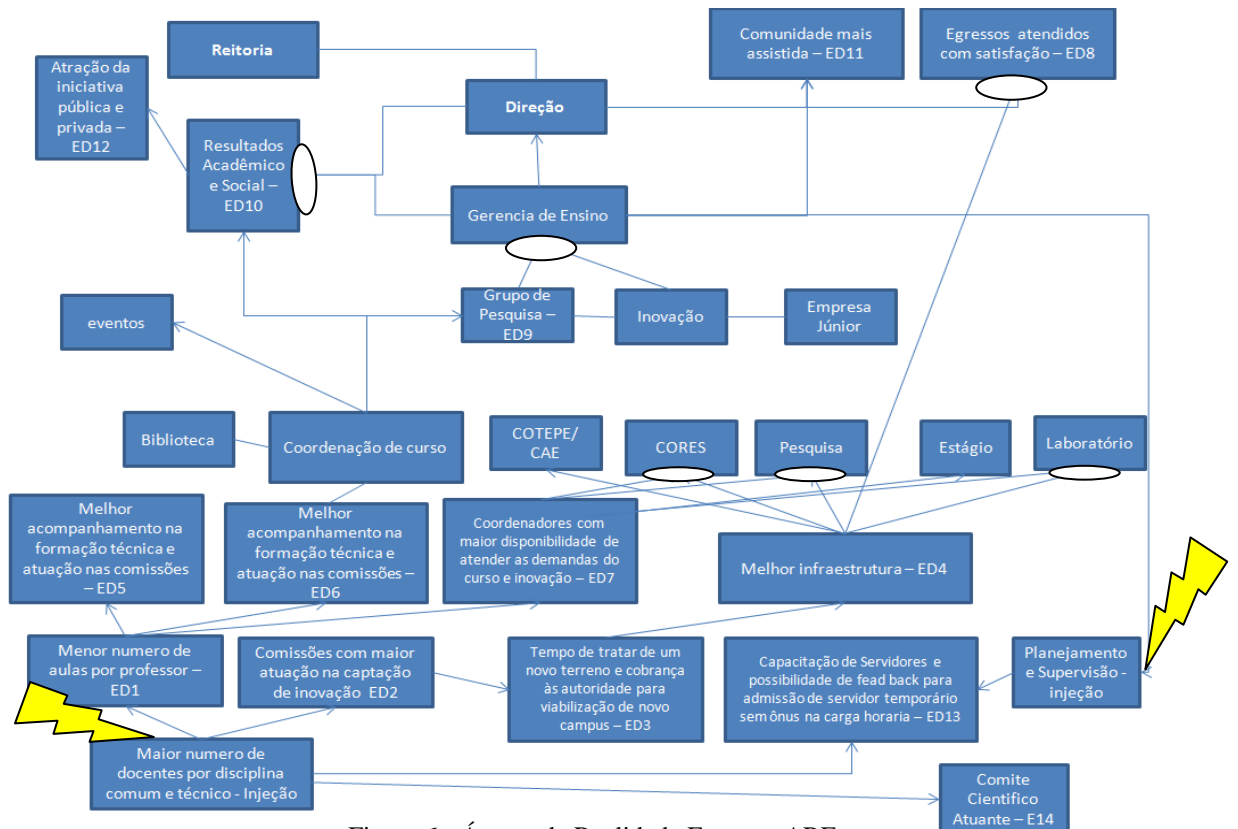 Reitoria
Comunidade mais
assistida – ED11
Egressos atendidos
com satisfação – ED8
Atração da
iniciativa
pública e
privada –
ED12
Direção
Resultados
Acadêmico
e Social –
ED10
Gerencia de Ensino
eventos
Grupo de
Pesquisa –
ED9
Inovação
Empresa
Júnior
Biblioteca
Coordenação de curso
COTEPE/
CAE
CORES
Pesquisa
Estágio
Laboratório
Melhor
acompanhamento na
formação técnica e
atuação nas comissões
– ED5
Melhor
acompanhamento na
formação técnica e
atuação nas comissões –
ED6
Coordenadores com
maior disponibilidade de
atender as demandas do
curso e inovação – ED7
Melhor infraestrutura – ED4
Menor numero de
aulas por professor –
ED1
Comissões com maior
atuação na captação
de inovação ED2
Tempo de tratar de um
novo terreno e cobrança
às autoridade para
viabilização de novo
campus – ED3
Capacitação de Servidores e
possibilidade de fead back para
admissão de servidor temporário
sem ônus na carga horaria – ED13
Planejamento
e Supervisão -
injeção
Maior numero de
docentes por disciplina
comum e técnico - Injeção
Comite
Cientifico
Atuante – E14